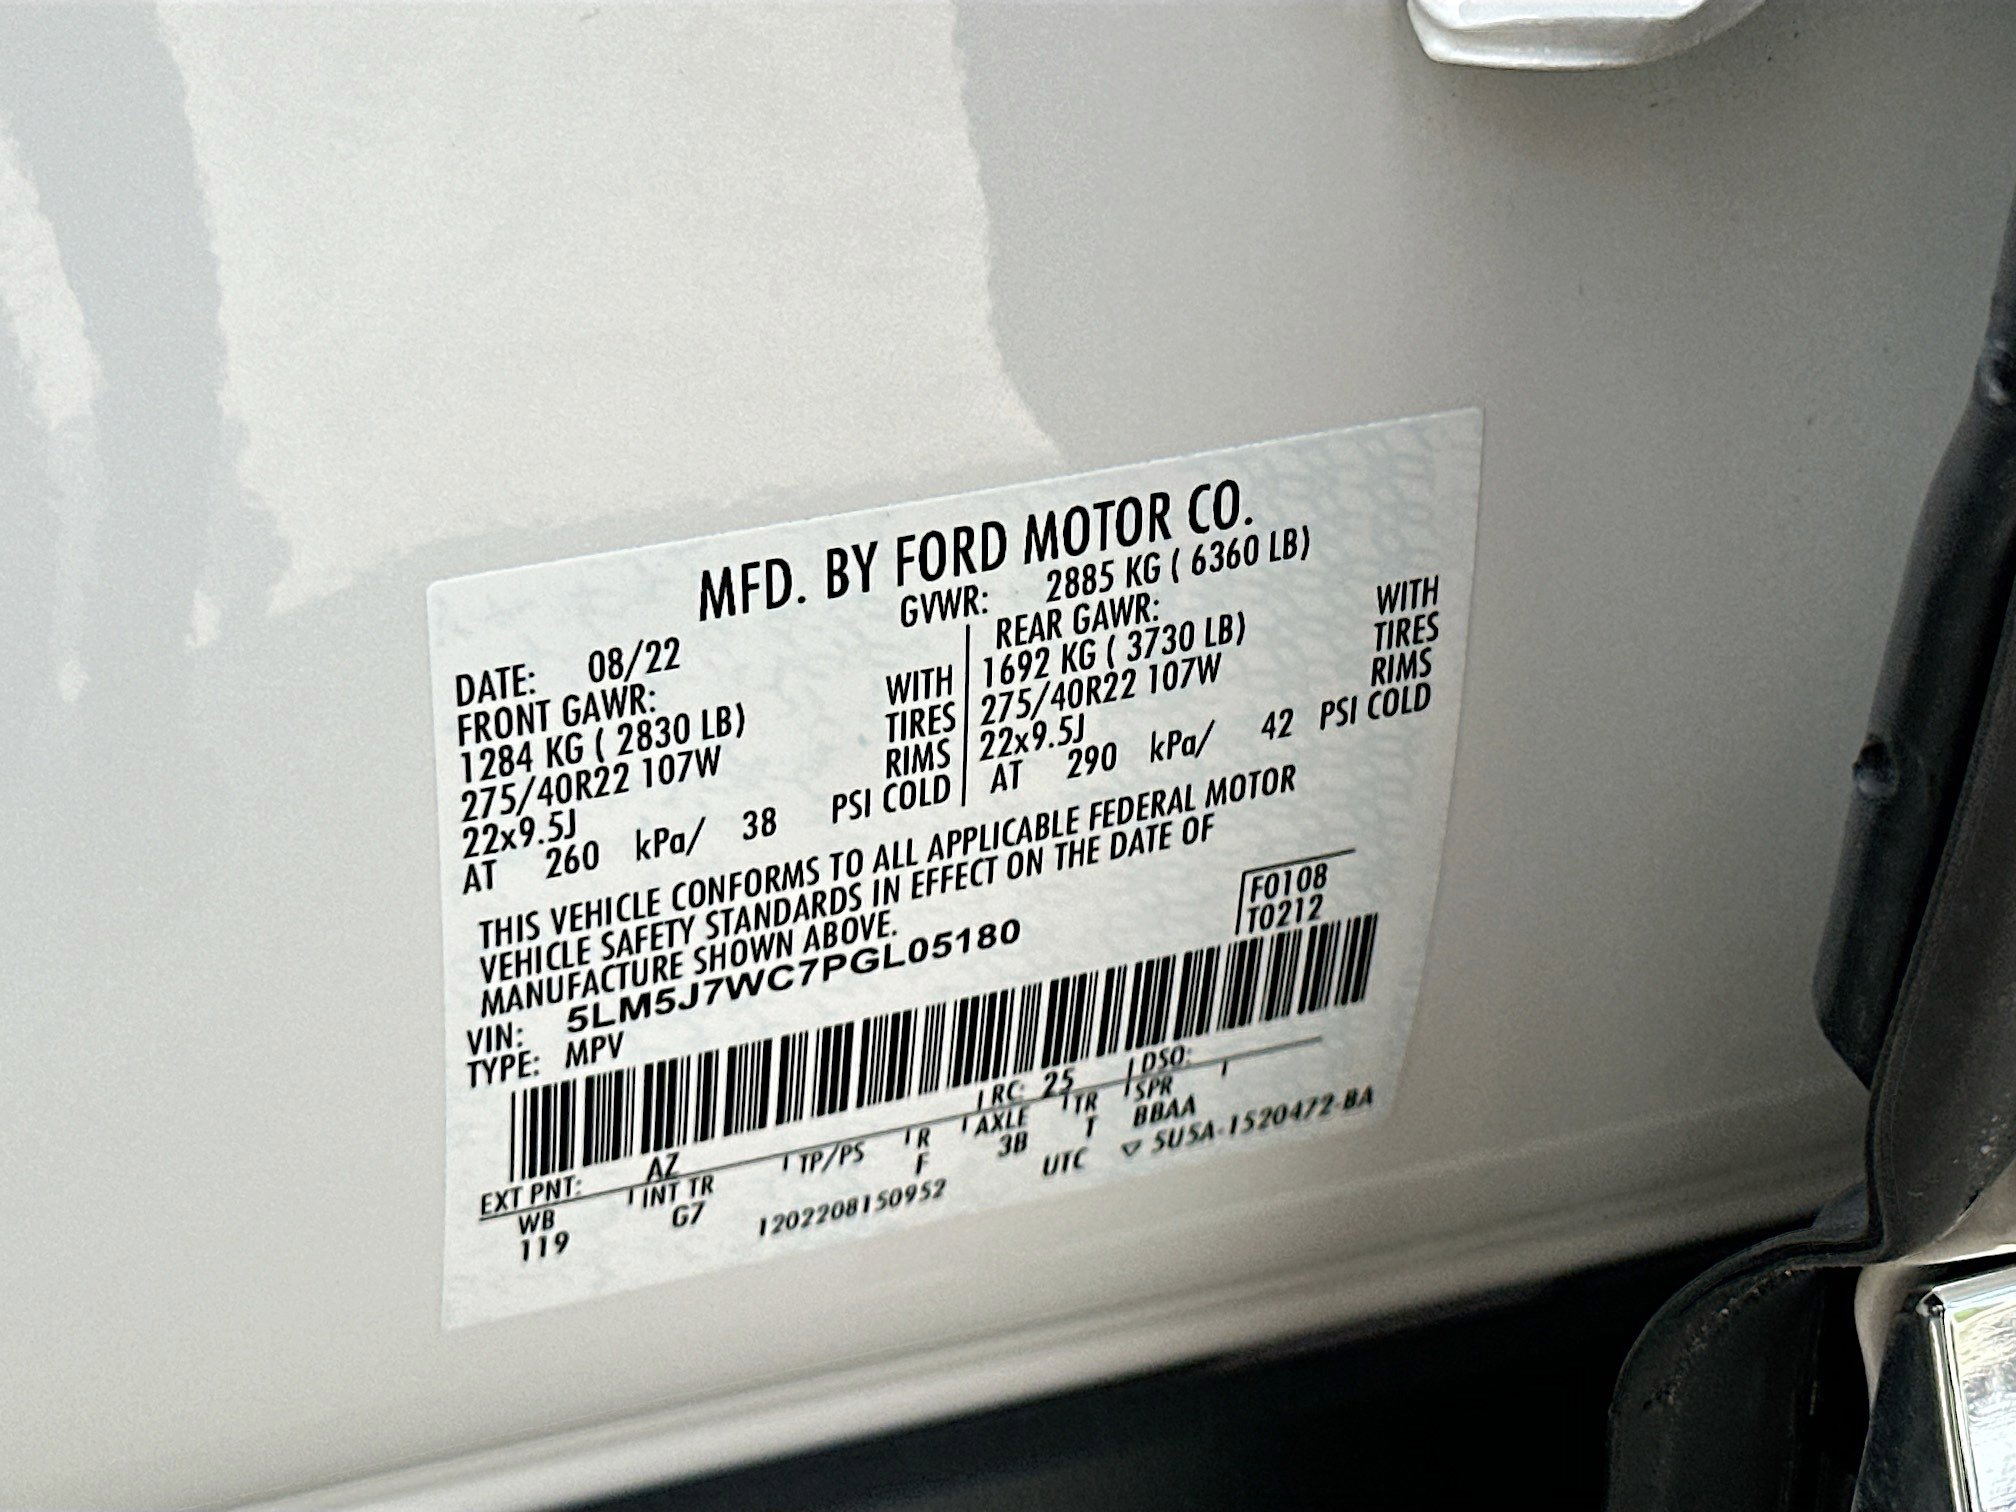 MFD. BY FORD MOTOR CO.
DATE: 08/22 GVWR: 2885 KG ( 6360 LB)
FRONT GAWR: REAR GAWR:
1284 KG ( 2830 LB) WITH 1692 KG ( 3730 LB) WITH
275/40R22 107W TIRES 275/40R22 107W TIRES
22x9.5J RIMS 22x9.5J RIMS
AT 260 kPa/ 38 PSI COLD AT 290 kPa/ 42 PSI COLD
THIS VEHICLE CONFORMS TO ALL APPLICABLE FEDERAL MOTOR
VEHICLE SAFETY STANDARDS IN EFFECT ON THE DATE OF
MANUFACTURE SHOWN ABOVE.
F0108
T0212
VIN: 5LM5J7WC7PGL05180
TYPE: MPV
EXT PNT: AZ RC: 25 DSO:
WB INT TR TP/PS R AXLE TR SPR
119 G7 F 3B T BBAA
1202208150952 UTC ▽ 5U5A-1520472-BA